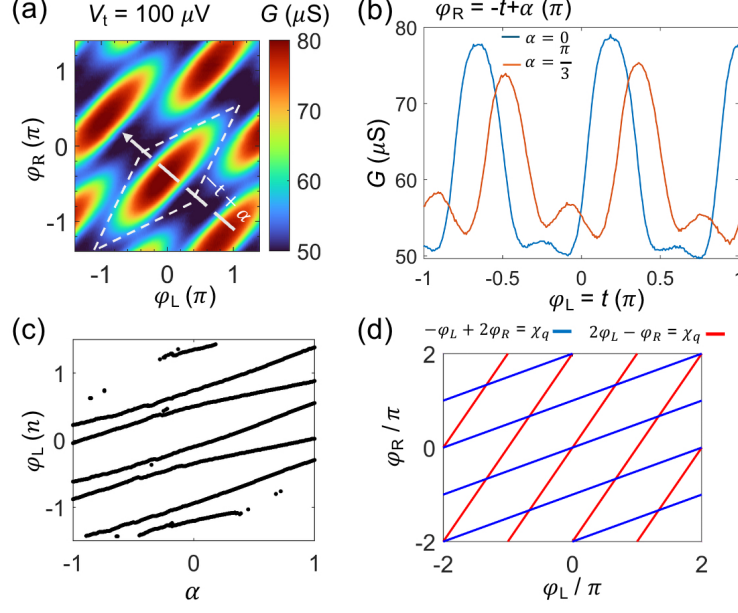 (a) V_t = 100 μV G (μS)
80
70
60
50
1
0
-1
φ_R (π)
-t + α
-1 0 1
φ_L (π)
(b) φ_R = -t+α (π)
α = 0
α = π/3
80
70
60
50
G (μS)
-1 -0.5 0 0.5 1
φ_L = t (π)
(c)
1
0
-1
φ_L (n)
-1 0 1
α
(d) −φ_L + 2φ_R = χ_q 2φ_L − φ_R = χ_q
2
0
-2
φ_R / π
-2 0 2
φ_L / π